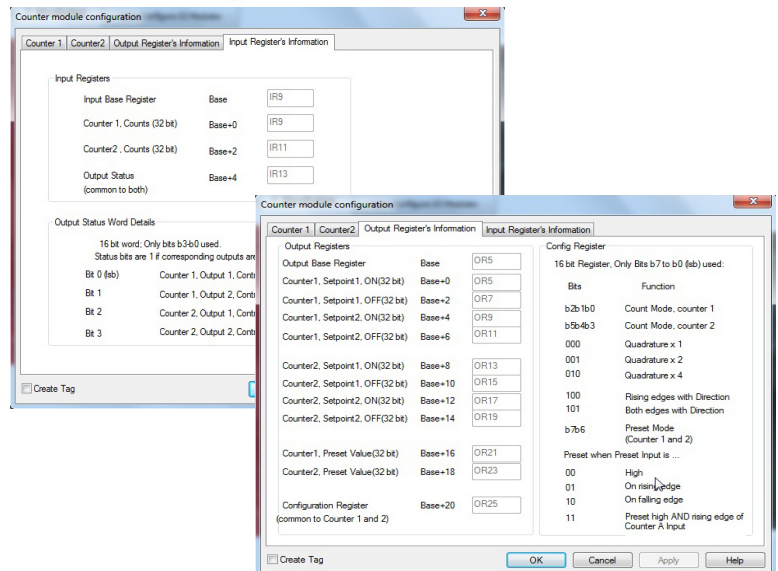 Counter module configuration
Counter 1 Counter2 Output Register's Information Input Register's Information
Input Registers
Input Base Register Base IR9
Counter 1, Counts (32 bit) Base+0 IR9
Counter2 , Counts (32 bit) Base+2 IR11
Output Status Base+4 IR13
(common to both)
Output Status Word Details
16 bit word; Only bits b3-b0 used.
Status bits are 1 if corresponding outputs are
Bit 0 (lsb) Counter 1, Output 1,
Bit 1 Counter 1, Output 2,
Bit 2 Counter 2, Output 1,
Bit 3 Counter 2, Output 2,
Create Tag
Counter module configuration
Counter 1 Counter2 Output Register's Information Input Register's Information
Output Registers
Output Base Register Base OR5
Counter1, Setpoint1, ON(32 bit) Base+0 OR5
Counter1, Setpoint1, OFF(32 bit) Base+2 OR7
Counter1, Setpoint2, ON(32 bit) Base+4 OR9
Counter1, Setpoint2, OFF(32 bit) Base+6 OR11
Counter2, Setpoint1, ON(32 bit) Base+8 OR13
Counter2, Setpoint1, OFF(32 bit) Base+10 OR15
Counter2, Setpoint2, ON(32 bit) Base+12 OR17
Counter2, Setpoint2, OFF(32 bit) Base+14 OR19
Counter1, Preset Value(32 bit) Base+16 OR21
Counter2, Preset Value(32 bit) Base+18 OR23
Configuration Register Base+20 OR25
(common to Counter 1 and 2)
Config Register
16 bit Register, Only Bits b7 to b0 (lsb) used:
Bits Function
b2b1b0 Count Mode, counter 1
b5b4b3 Count Mode, counter 2
000 Quadrature x 1
001 Quadrature x 2
010 Quadrature x 4
100 Rising edges with Direction
101 Both edges with Direction
b7b6 Preset Mode
(Counter 1 and 2)
Preset when Preset Input is ...
00 High
01 On rising edge
10 On falling edge
11 Preset high AND rising edge of
Counter A Input
Create Tag
OK Cancel Apply Help